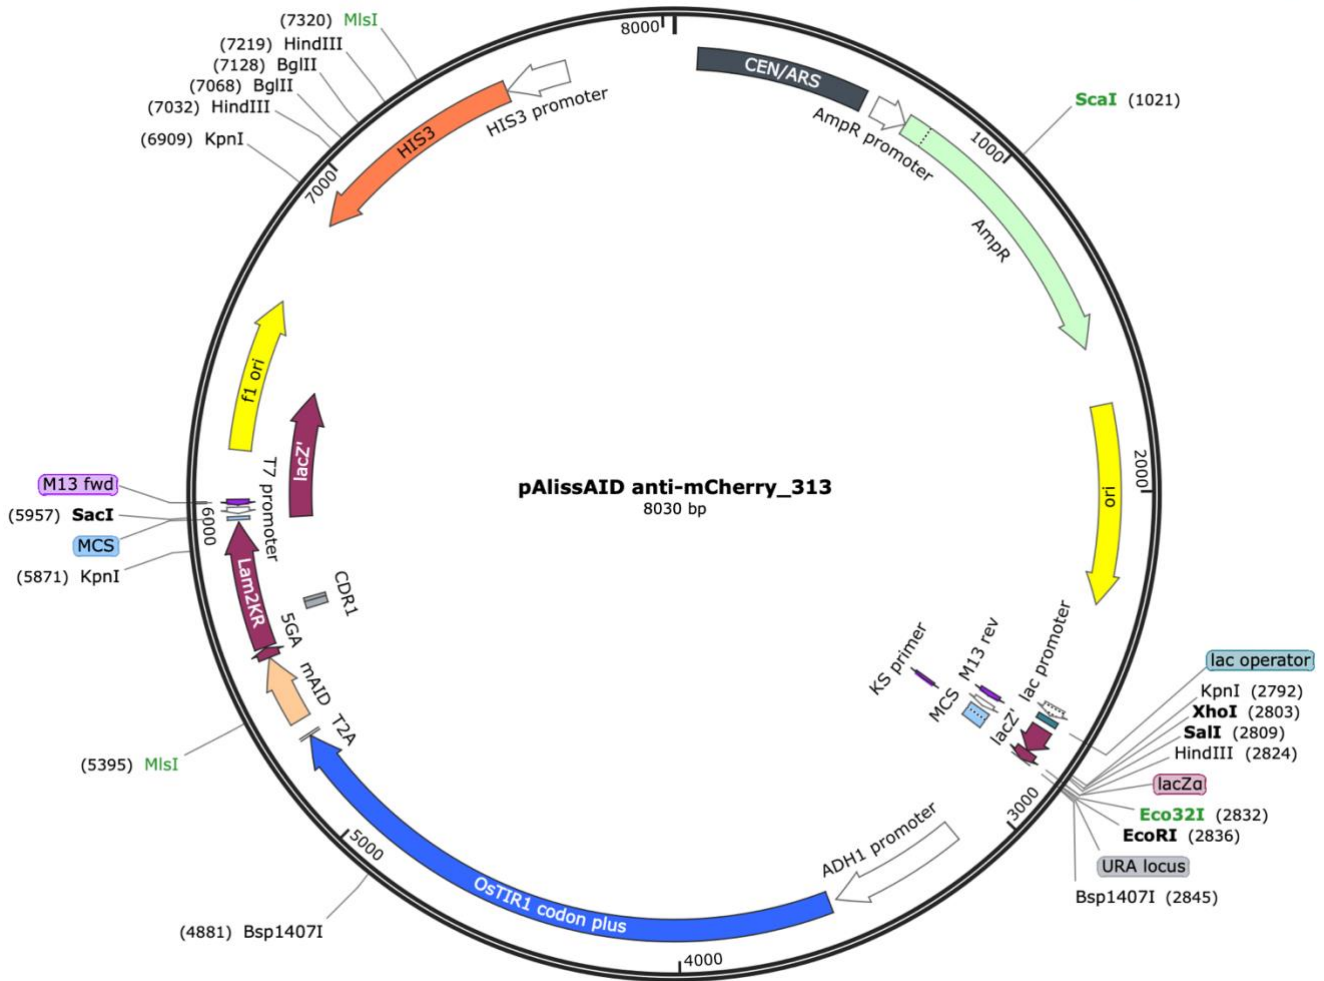 8000
(7320) MlsI
(7219) HindIII
(7128) BglII
(7068) BglII
(7032) HindIII
(6909) KpnI
7000
HIS3
HIS3 promoter
CEN/ARS
AmpR promoter
ScaI (1021)
1000
AmpR
f1 ori
lacZ'
T7 promoter
M13 fwd
(5957) SacI
6000
MCS
(5871) KpnI
Lam2KR
CDR1
5GA
mAID
T2A
(5395) MlsI
5000
(4881) Bsp1407I
OsTIR1 codon plus
4000
ADH1 promoter
pAlissAID anti-mCherry_313
8030 bp
2000
ori
KS primer
M13 rev
MCS
lac promoter
lacZ'
lac operator
KpnI (2792)
XhoI (2803)
SalI (2809)
HindIII (2824)
lacZα
3000
Eco32I (2832)
EcoRI (2836)
URA locus
Bsp1407I (2845)